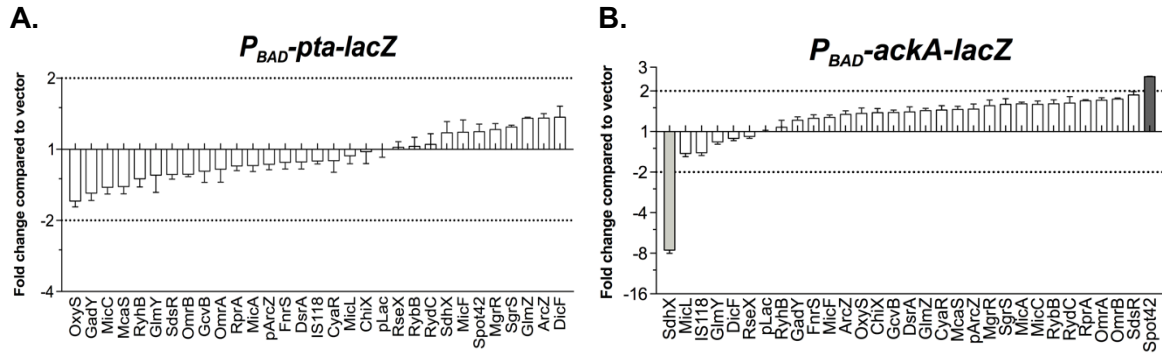 A.
P_BAD-pta-lacZ
Fold change compared to vector
2
1
-2
-4
OxyS
GadY
MicC
McaS
RyhB
GlmY
SdsR
OmrB
GcvB
OmrA
RprA
MicA
pArcZ
FnrS
DsrA
IS118
CyaR
MicL
ChiX
pLac
RseX
RybB
RydC
SdhX
MicF
Spot42
MgrR
SgrS
GlmZ
ArcZ
DicF
B.
P_BAD-ackA-lacZ
Fold change compared to vector
3
2
1
-2
-4
-8
-16
SdhX
MicL
IS118
GlmY
DicF
RseX
pLac
RyhB
GadY
FnrS
MicF
ArcZ
OxyS
ChiX
GcvB
DsrA
GlmZ
CyaR
McaS
pArcZ
MgrR
SgrS
MicA
MicC
RybB
RydC
RprA
OmrA
OmrB
SdsR
Spot42